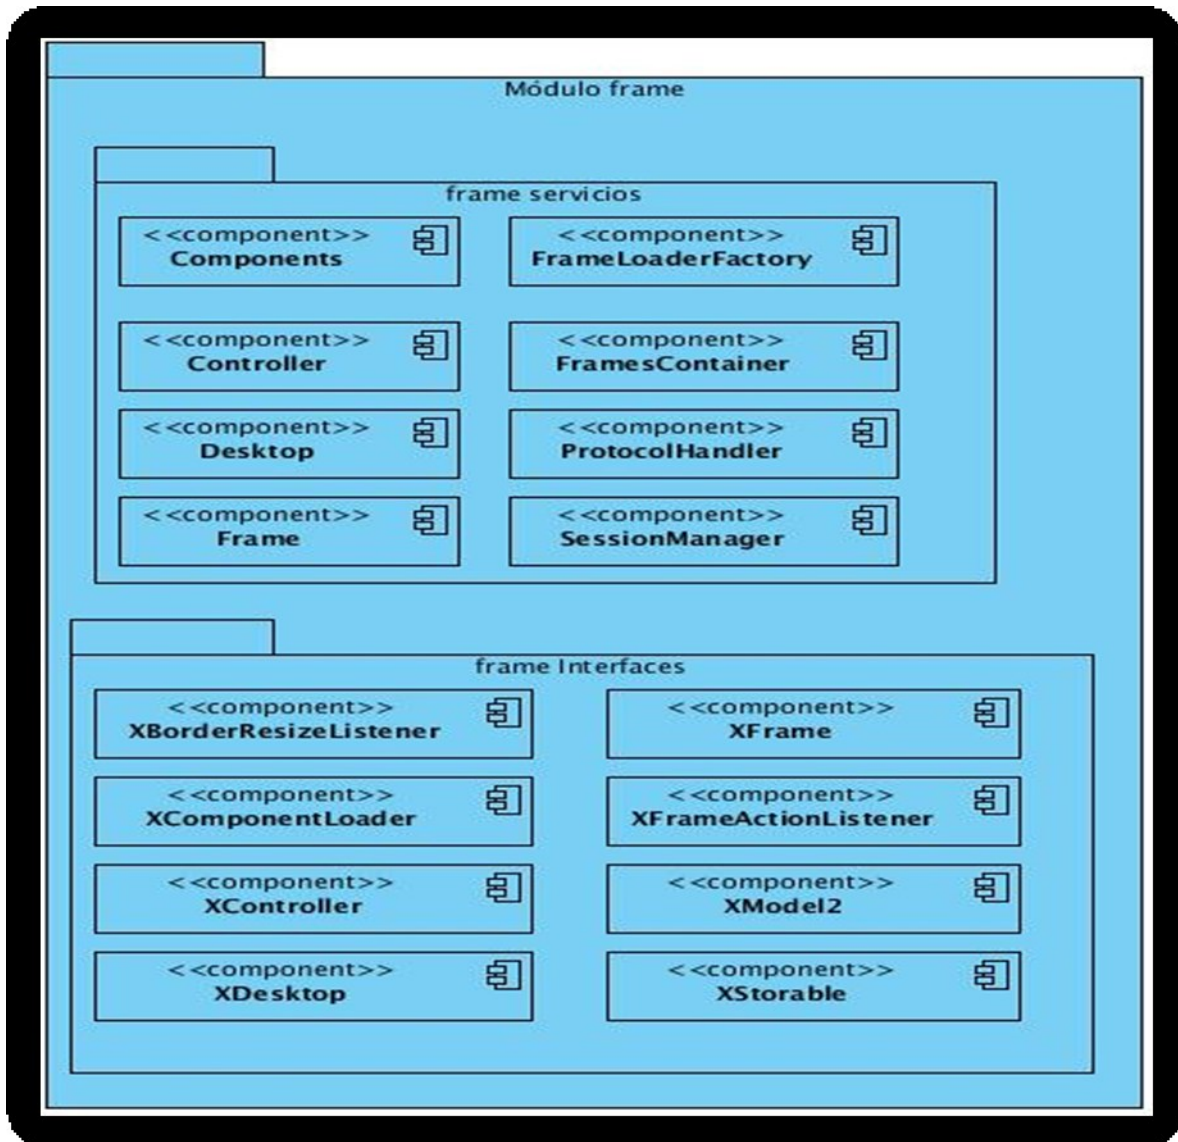 Módulo frame
frame servicios
<<component>>
Components
<<component>>
FrameLoaderFactory
<<component>>
Controller
<<component>>
FramesContainer
<<component>>
Desktop
<<component>>
ProtocolHandler
<<component>>
Frame
<<component>>
SessionManager
frame Interfaces
<<component>>
XBorderResizeListener
<<component>>
XFrame
<<component>>
XComponentLoader
<<component>>
XFrameActionListener
<<component>>
XController
<<component>>
XModel2
<<component>>
XDesktop
<<component>>
XStorable